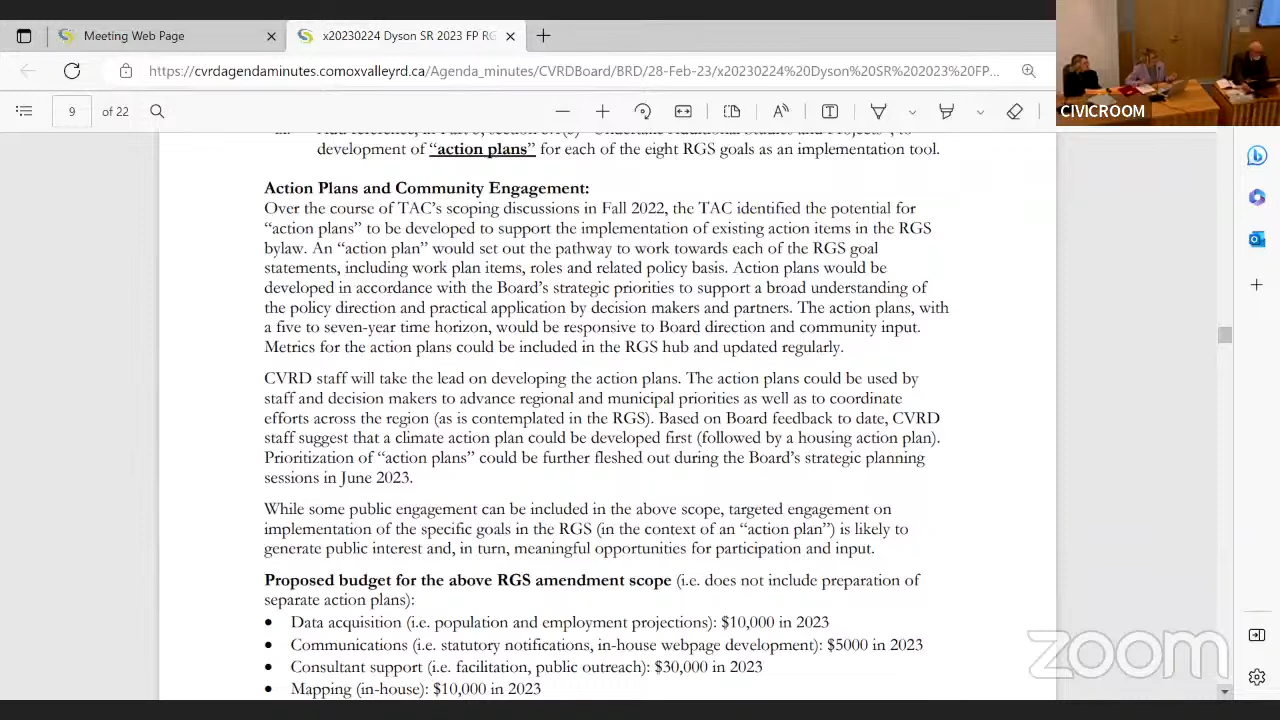 Meeting Web Page
x20230224 Dyson SR 2023 FP RG
https://cvrdagendaminutes.comoxvalleyrd.ca/Agenda_minutes/CVRDBoard/BRD/28-Feb-23/x20230224%20Dyson%20SR%202023%20FP...
CIVICROOM
9 of 22
development of "action plans" for each of the eight RGS goals as an implementation tool.
Action Plans and Community Engagement:
Over the course of TAC's scoping discussions in Fall 2022, the TAC identified the potential for
"action plans" to be developed to support the implementation of existing action items in the RGS
bylaw. An "action plan" would set out the pathway to work towards each of the RGS goal
statements, including work plan items, roles and related policy basis. Action plans would be
developed in accordance with the Board's strategic priorities to support a broad understanding of
the policy direction and practical application by decision makers and partners. The action plans, with
a five to seven-year time horizon, would be responsive to Board direction and community input.
Metrics for the action plans could be included in the RGS hub and updated regularly.
CVRD staff will take the lead on developing the action plans. The action plans could be used by
staff and decision makers to advance regional and municipal priorities as well as to coordinate
efforts across the region (as is contemplated in the RGS). Based on Board feedback to date, CVRD
staff suggest that a climate action plan could be developed first (followed by a housing action plan).
Prioritization of "action plans" could be further fleshed out during the Board's strategic planning
sessions in June 2023.
While some public engagement can be included in the above scope, targeted engagement on
implementation of the specific goals in the RGS (in the context of an "action plan") is likely to
generate public interest and, in turn, meaningful opportunities for participation and input.
Proposed budget for the above RGS amendment scope (i.e. does not include preparation of
separate action plans):
• Data acquisition (i.e. population and employment projections): $10,000 in 2023
• Communications (i.e. statutory notifications, in-house webpage development): $5000 in 2023
• Consultant support (i.e. facilitation, public outreach): $30,000 in 2023
• Mapping (in-house): $10,000 in 2023
zoom